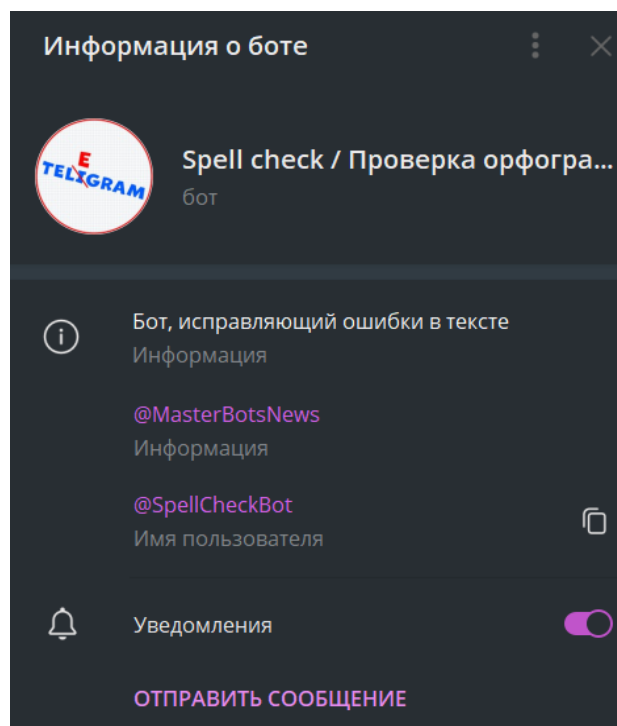 Информация о боте
E
TELIGRAM
Spell check / Проверка орфогра...
бот
Бот, исправляющий ошибки в тексте
Информация
@MasterBotsNews
Информация
@SpellCheckBot
Имя пользователя
Уведомления
ОТПРАВИТЬ СООБЩЕНИЕ